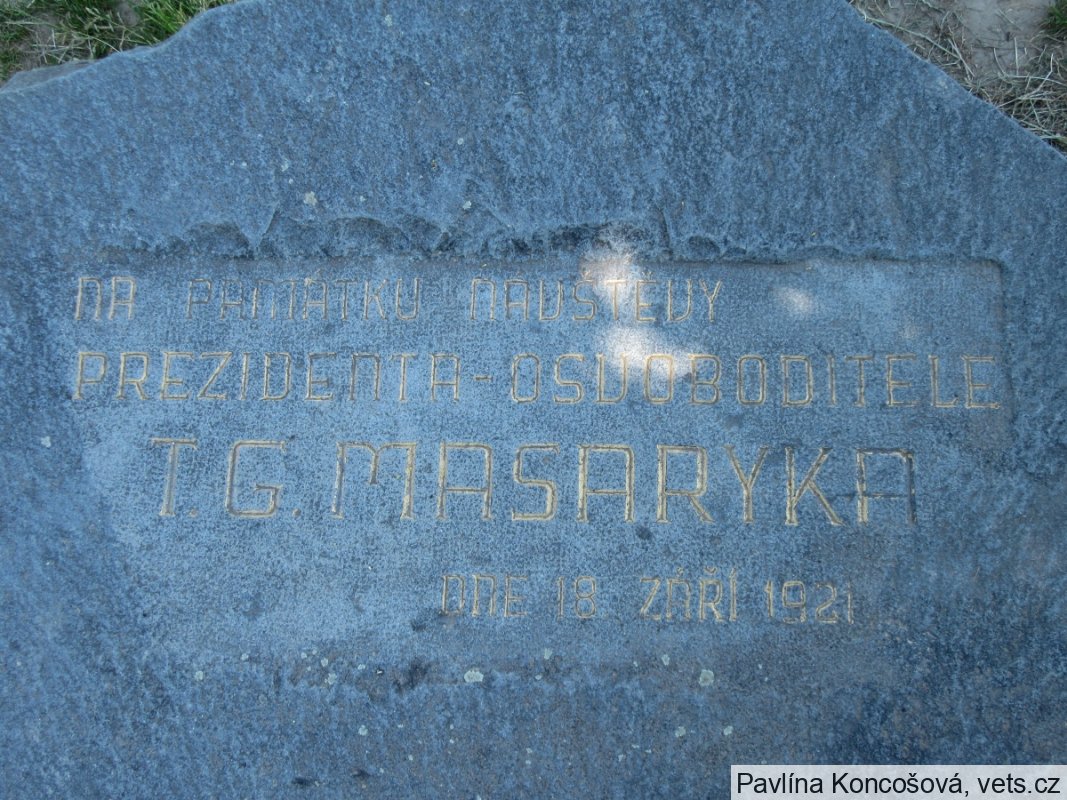 NA PAMÁTKU NÁVŠTĚVY
PREZIDENTA-OSVOBODITELE
T.G. MASARYKA
DNE 18. ZÁŘÍ 1921
Pavlína Koncošová, vets.cz